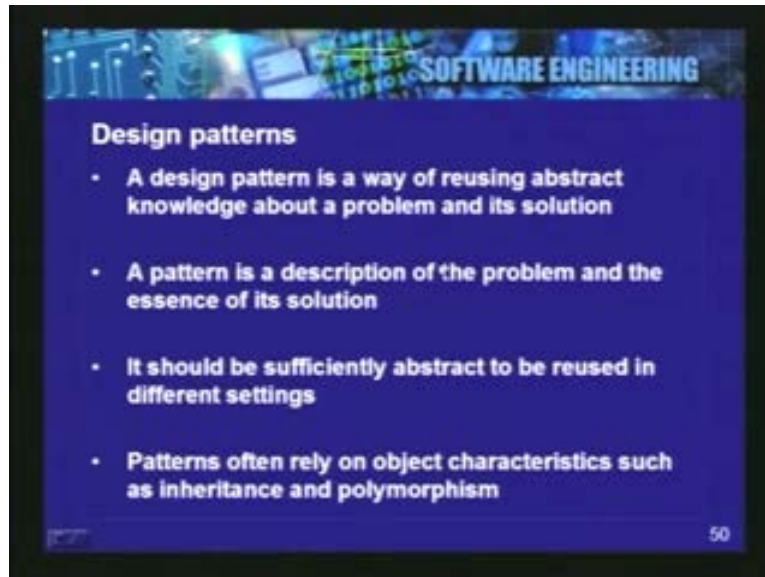 SOFTWARE ENGINEERING
Design patterns
• A design pattern is a way of reusing abstract
knowledge about a problem and its solution
• A pattern is a description of the problem and the
essence of its solution
• It should be sufficiently abstract to be reused in
different settings
• Patterns often rely on object characteristics such
as inheritance and polymorphism
50